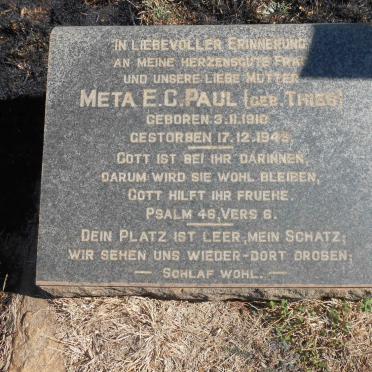 IN LIEBEVOLLER ERINNERUNG
AN MEINE HERZENSGUTE FRAU
UND UNSERE LIEBE MUTTER
META E.C. PAUL (GEB. THIES)
GEBOREN 3.11.1910
GESTORBEN 17.12.1945
GOTT IST BEI IHR DARINNEN,
DARUM WIRD SIE WOHL BLEIBEN,
GOTT HILFT IHR FRUEHE.
PSALM 46, VERS 6.
DEIN PLATZ IST LEER, MEIN SCHATZ;
WIR SEHEN UNS WIEDER-DORT DROBEN;
— SCHLAF WOHL. —